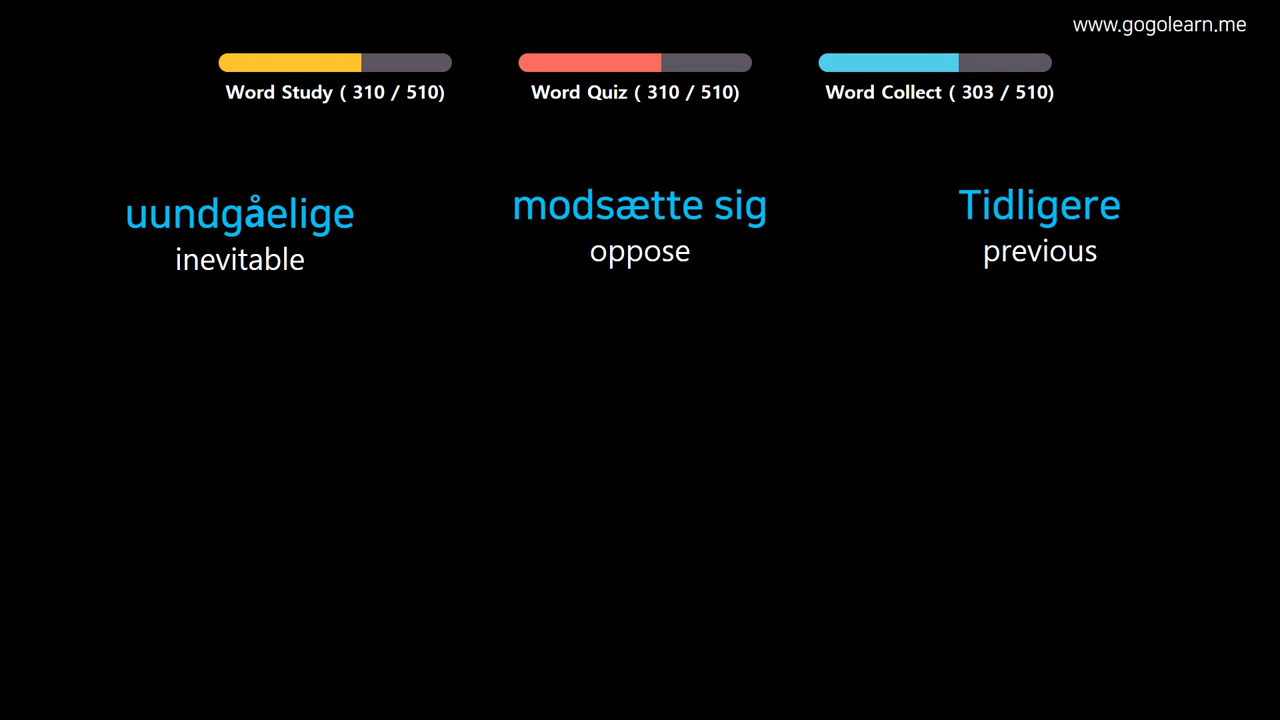 www.gogolearn.me
Word Study ( 310 / 510)
Word Quiz ( 310 / 510)
Word Collect ( 303 / 510)
uundgåelige
inevitable
modsætte sig
oppose
Tidligere
previous